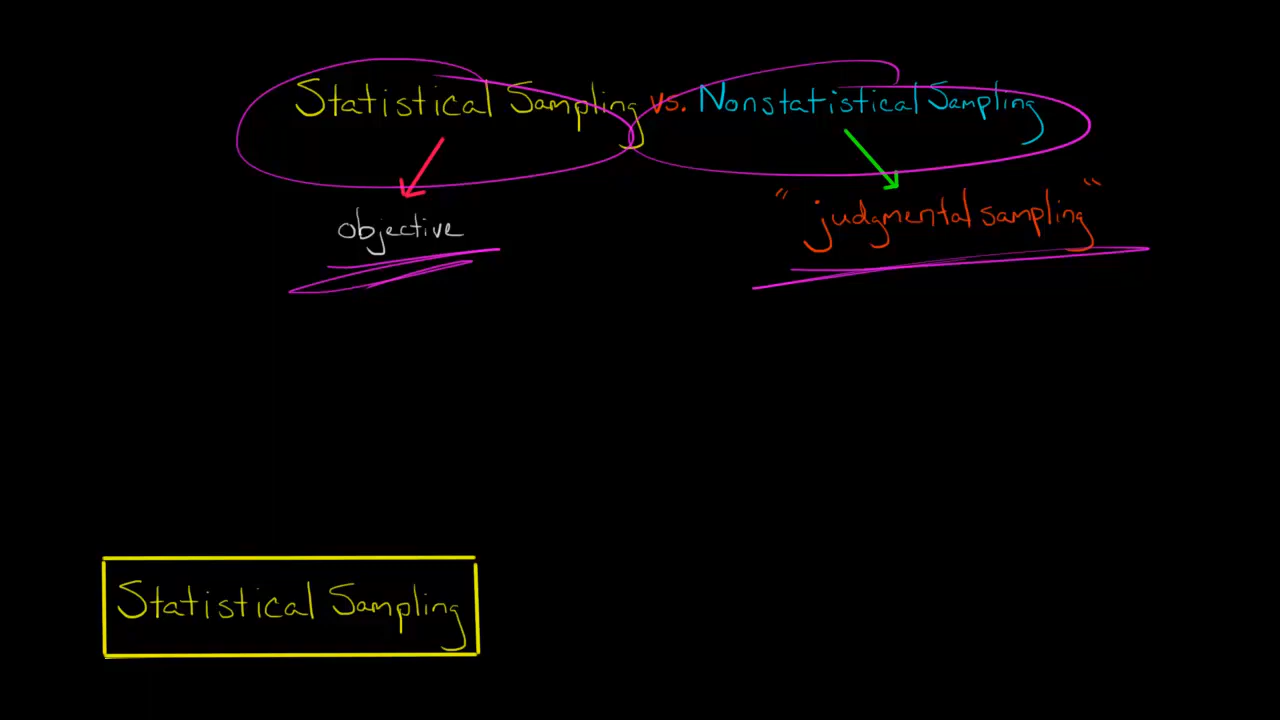 Statistical Sampling vs. Nonstatistical Sampling
objective
"judgmental sampling"
Statistical Sampling